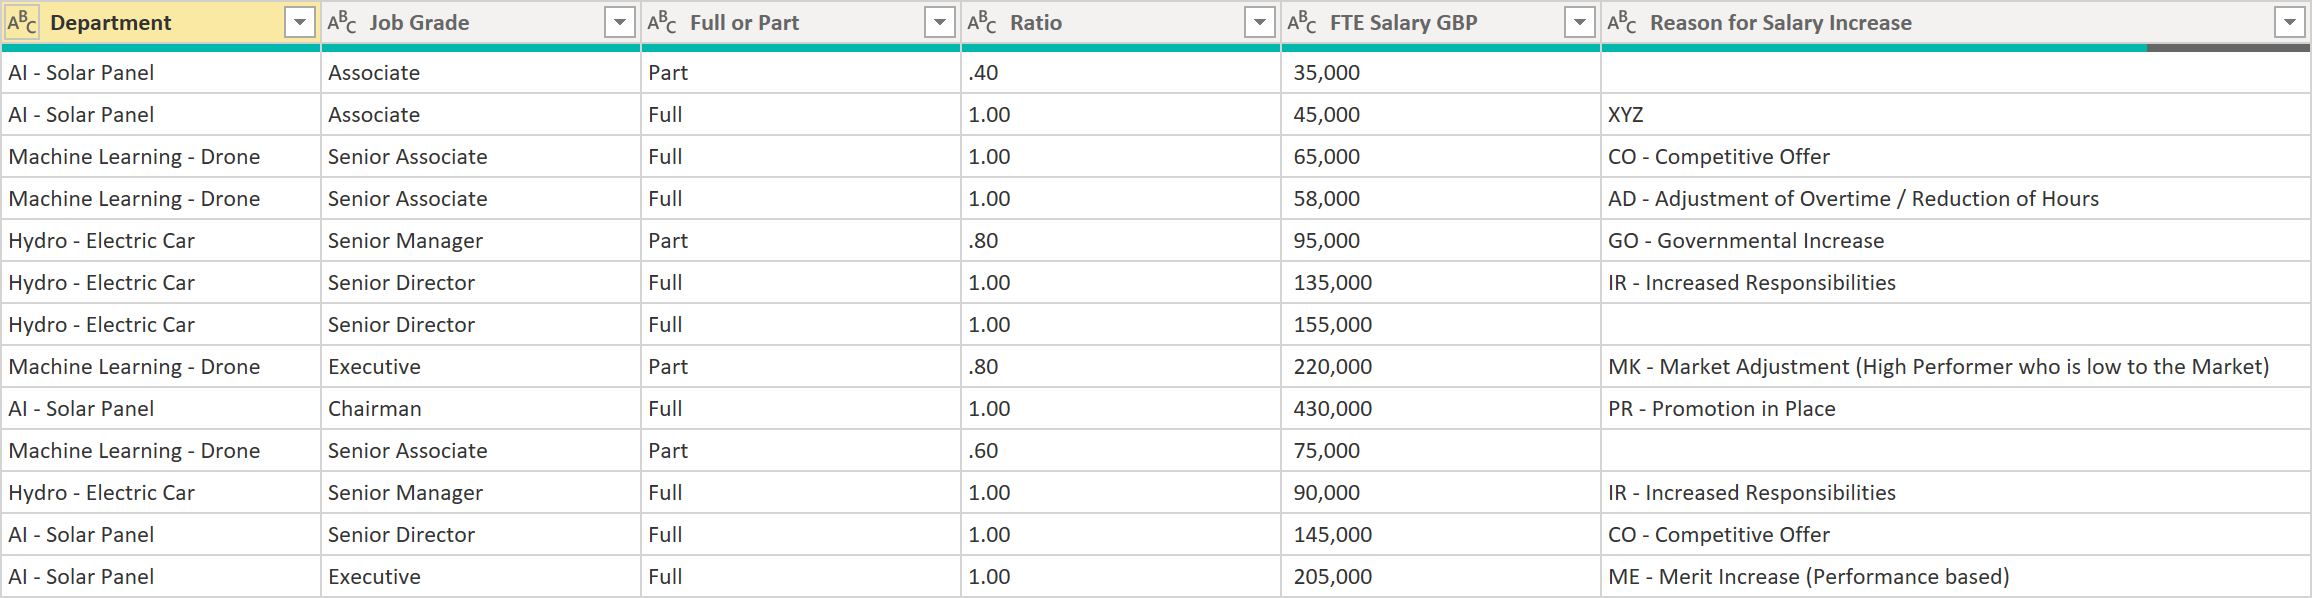 ABC Department ABC Job Grade ABC Full or Part ABC Ratio ABC FTE Salary GBP ABC Reason for Salary Increase
AI - Solar Panel Associate Part .40 35,000
AI - Solar Panel Associate Full 1.00 45,000 XYZ
Machine Learning - Drone Senior Associate Full 1.00 65,000 CO - Competitive Offer
Machine Learning - Drone Senior Associate Full 1.00 58,000 AD - Adjustment of Overtime / Reduction of Hours
Hydro - Electric Car Senior Manager Part .80 95,000 GO - Governmental Increase
Hydro - Electric Car Senior Director Full 1.00 135,000 IR - Increased Responsibilities
Hydro - Electric Car Senior Director Full 1.00 155,000
Machine Learning - Drone Executive Part .80 220,000 MK - Market Adjustment (High Performer who is low to the Market)
AI - Solar Panel Chairman Full 1.00 430,000 PR - Promotion in Place
Machine Learning - Drone Senior Associate Part .60 75,000
Hydro - Electric Car Senior Manager Full 1.00 90,000 IR - Increased Responsibilities
AI - Solar Panel Senior Director Full 1.00 145,000 CO - Competitive Offer
AI - Solar Panel Executive Full 1.00 205,000 ME - Merit Increase (Performance based)